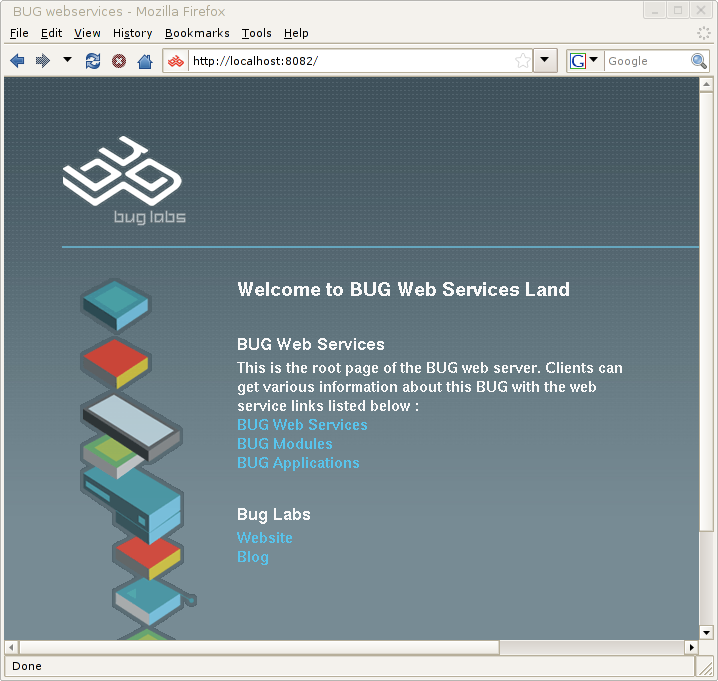 BUG webservices - Mozilla Firefox
File Edit View History Bookmarks Tools Help
http://localhost:8082/
G Google
bug labs
Welcome to BUG Web Services Land
BUG Web Services
This is the root page of the BUG web server. Clients can
get various information about this BUG with the web
service links listed below :
BUG Web Services
BUG Modules
BUG Applications
Bug Labs
Website
Blog
Done